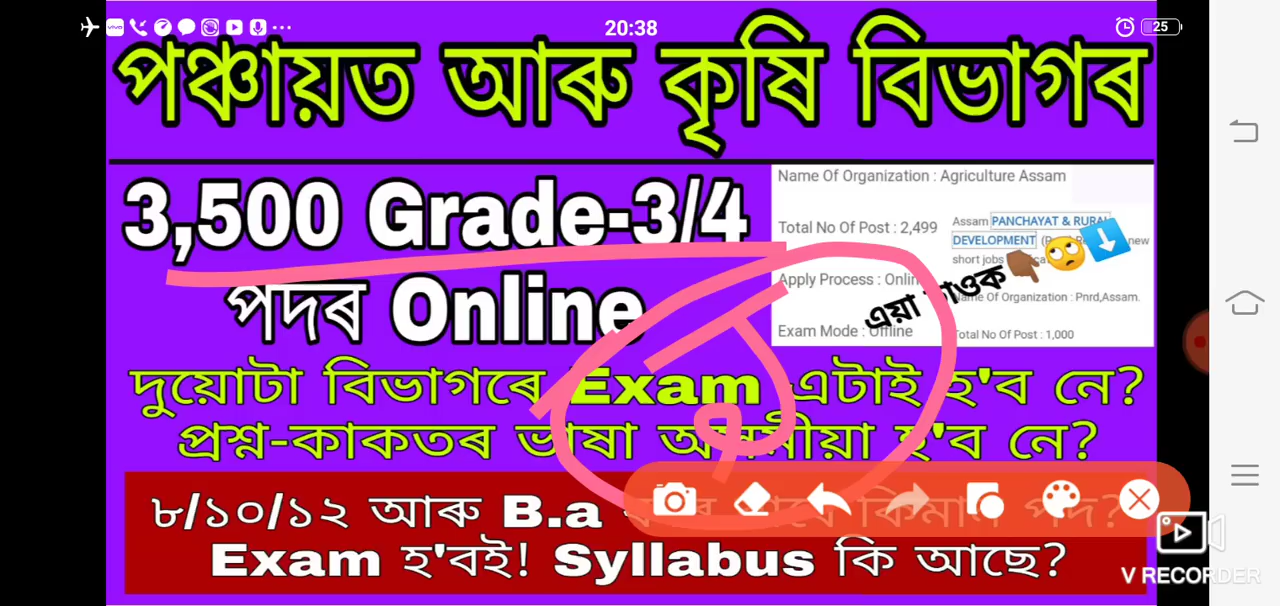 20:38
25
পঞ্চায়ত আৰু কৃষি বিভাগৰ
3,500 Grade-3/4
পদৰ Online
Name Of Organization : Agriculture Assam
Total No Of Post : 2,499
Apply Process : Onlin
Exam Mode : Offline
Assam PANCHAYAT & RURAL
DEVELOPMENT new
short jobs
Name Of Organization : Pnrd,Assam.
Total No Of Post : 1,000
এয়া
দুয়োটা বিভাগৰে Exam এটাই হ'ব নে?
প্ৰশ্ন-কাকতৰ ভাষা অসমীয়া হ'ব নে?
৮/১০/১২ আৰু B.a কিমান পদ?
Exam হ'বই! Syllabus কি আছে?
V RECORDER